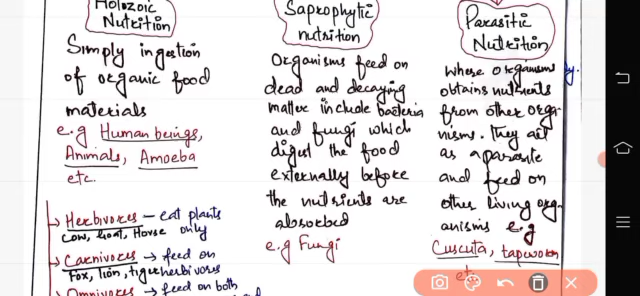 Holozoic
Nutrition
Simply ingestion
of organic food
materials
e.g Human beings,
Animals, Amoeba
etc.
Herbivores - eat plants
Cow, Goat, Horse only
Carnivores → feed on
Fox, lion, tiger herbivores
Omnivores → feed on both
Saprophytic
nutrition
Organisms feed on
dead and decaying
matter include bacteria
and fungi which
digest the food
externally before
the nutrients are
absorbed
e.g Fungi
Parasitic
Nutrition
where organisms
obtains nutrients
from other orga-
nisms. They act
as a parasite
and feed on
other living org-
anisms e.g
Cuscuta, tapeworm
etc